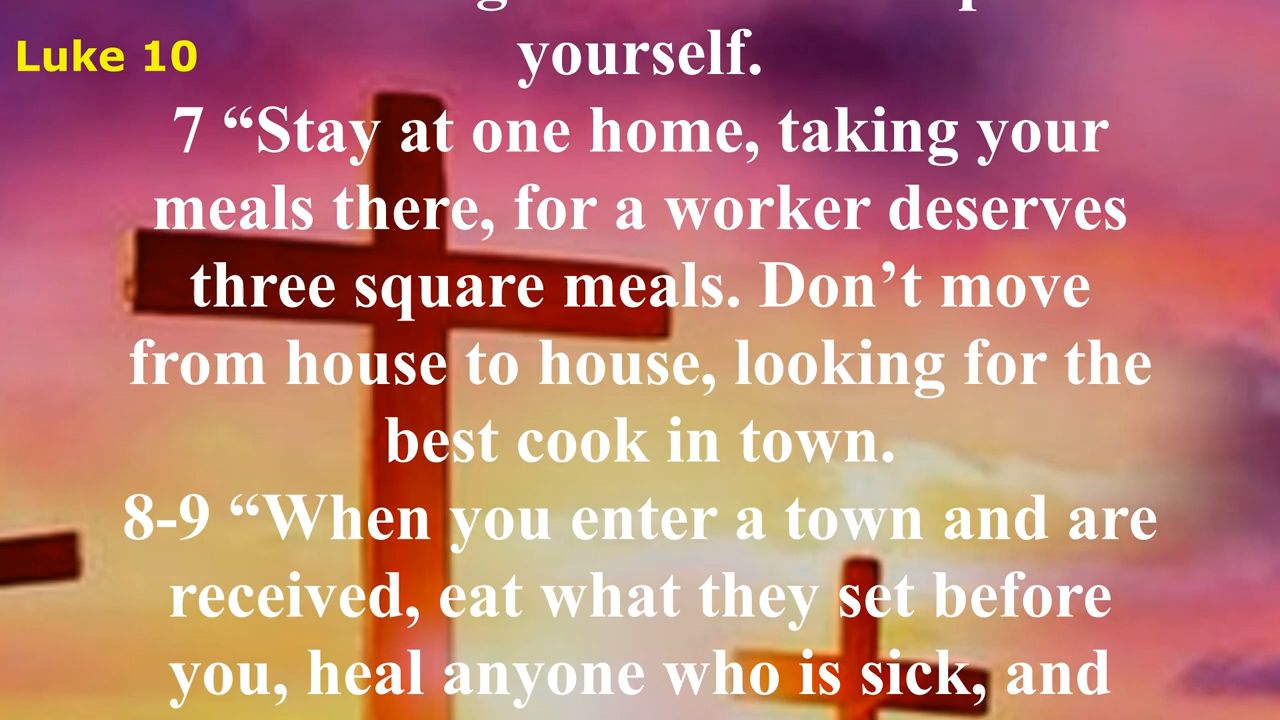 Luke 10
yourself.
7 “Stay at one home, taking your
meals there, for a worker deserves
three square meals. Don’t move
from house to house, looking for the
best cook in town.
8-9 “When you enter a town and are
received, eat what they set before
you, heal anyone who is sick, and